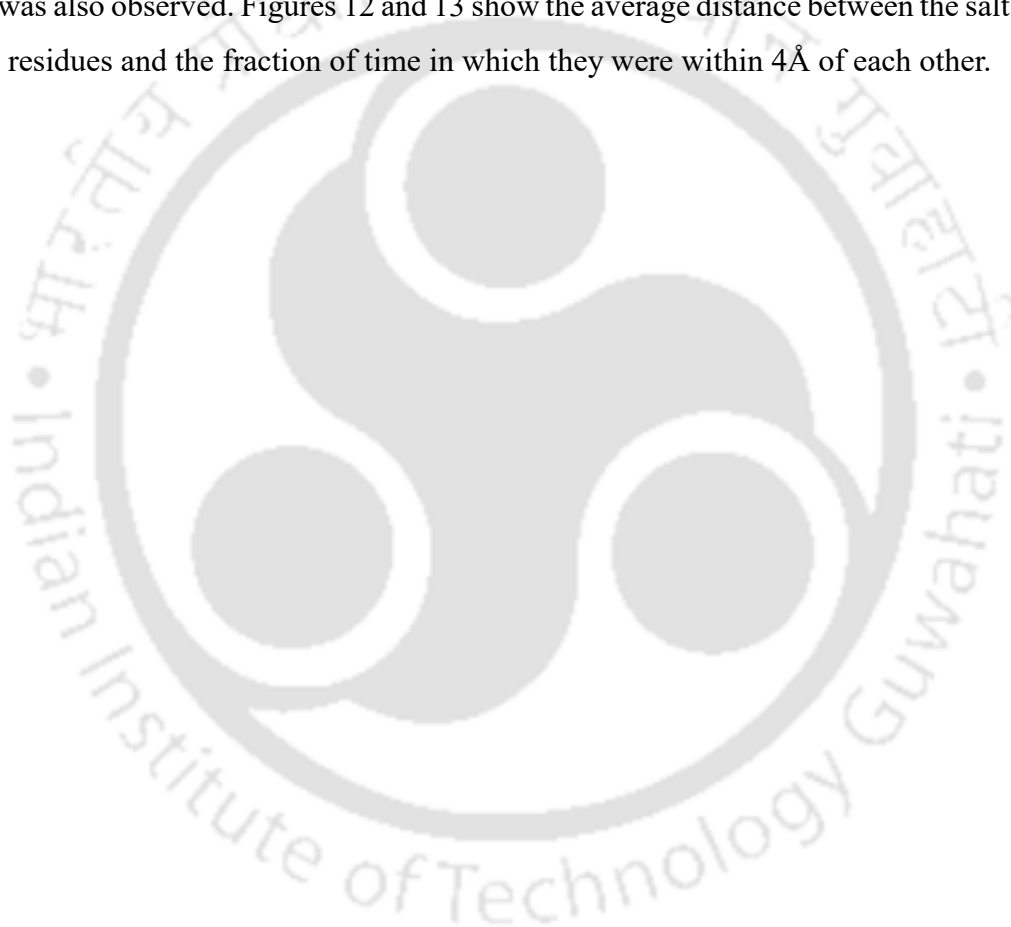 was also observed. Figures 12 and 13 show the average distance between the salt
residues and the fraction of time in which they were within 4Å of each other.
भारतीय
गुवाहाटी
• Indian Institute of Technology Guwahati •